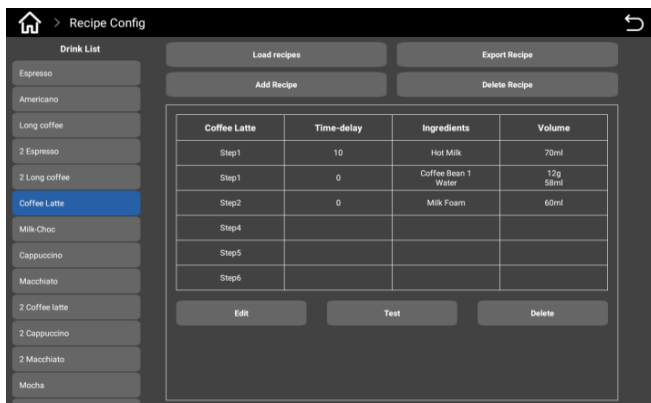 > Recipe Config
Drink List
Espresso
Americano
Long coffee
2 Espresso
2 Long coffee
Coffee Latte
Milk-Choc
Cappuccino
Macchiato
2 Coffee latte
2 Cappuccino
2 Macchiato
Mocha
Load recipes
Export Recipe
Add Recipe
Delete Recipe
Coffee Latte Time-delay Ingredients Volume
Step1 10 Hot Milk 70ml
Step1 0 Coffee Bean 1 12g
Water 58ml
Step2 0 Milk Foam 60ml
Step4
Step5
Step6
Edit
Test
Delete